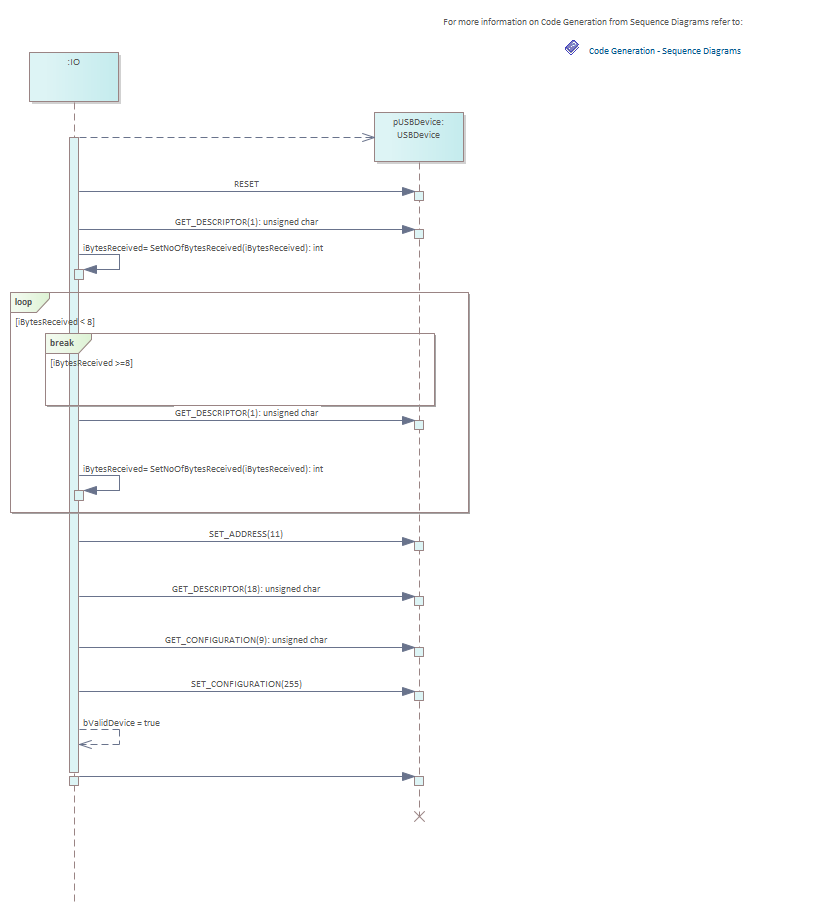 For more information on Code Generation from Sequence Diagrams refer to:
Code Generation - Sequence Diagrams
:IO
pUSBDevice:
USBDevice
RESET
GET_DESCRIPTOR(1): unsigned char
iBytesReceived= SetNoOfBytesReceived(iBytesReceived): int
loop
[iBytesReceived < 8]
break
[iBytesReceived >=8]
GET_DESCRIPTOR(1): unsigned char
iBytesReceived= SetNoOfBytesReceived(iBytesReceived): int
SET_ADDRESS(11)
GET_DESCRIPTOR(18): unsigned char
GET_CONFIGURATION(9): unsigned char
SET_CONFIGURATION(255)
bValidDevice = true